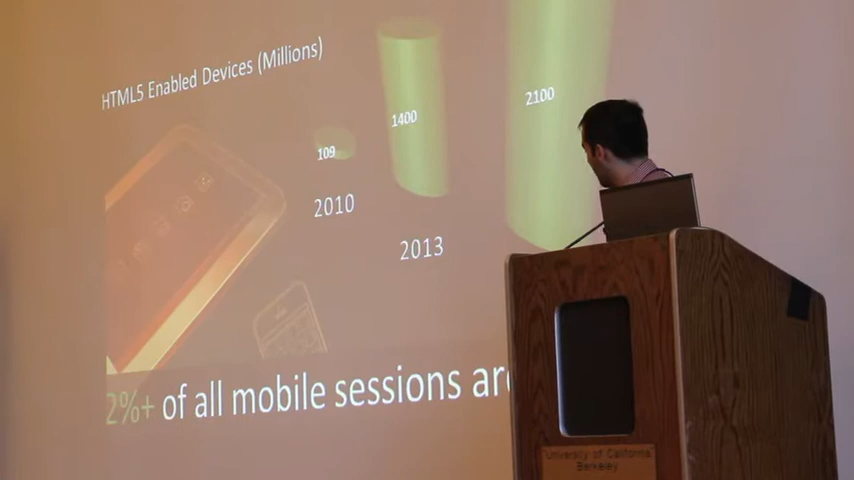 HTML5 Enabled Devices (Millions)
109
1400
2100
2010
2013
2%+ of all mobile sessions are
University of California
Berkeley